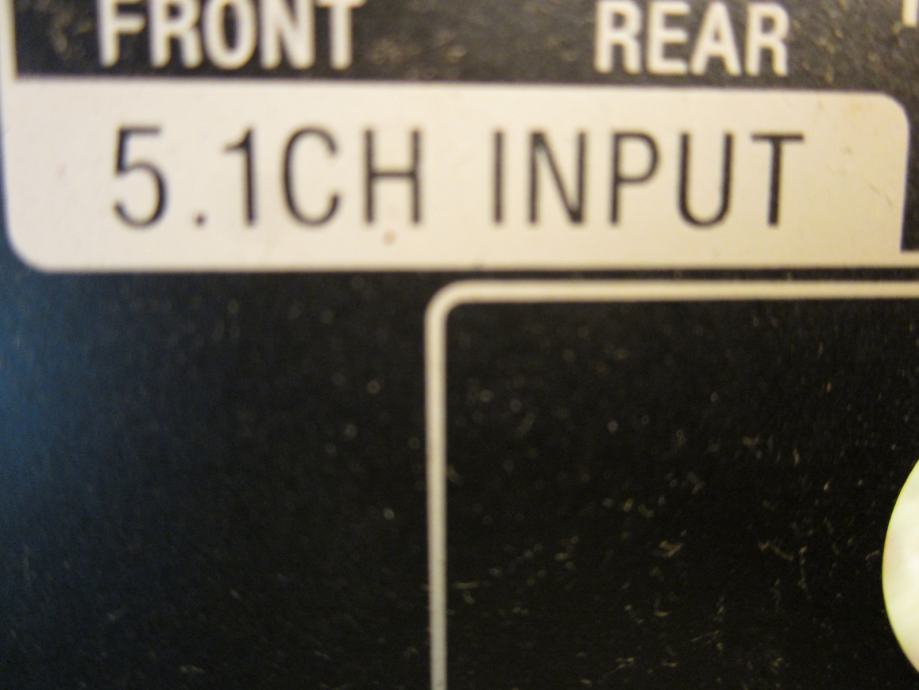 FRONT REAR
5.1CH INPUT